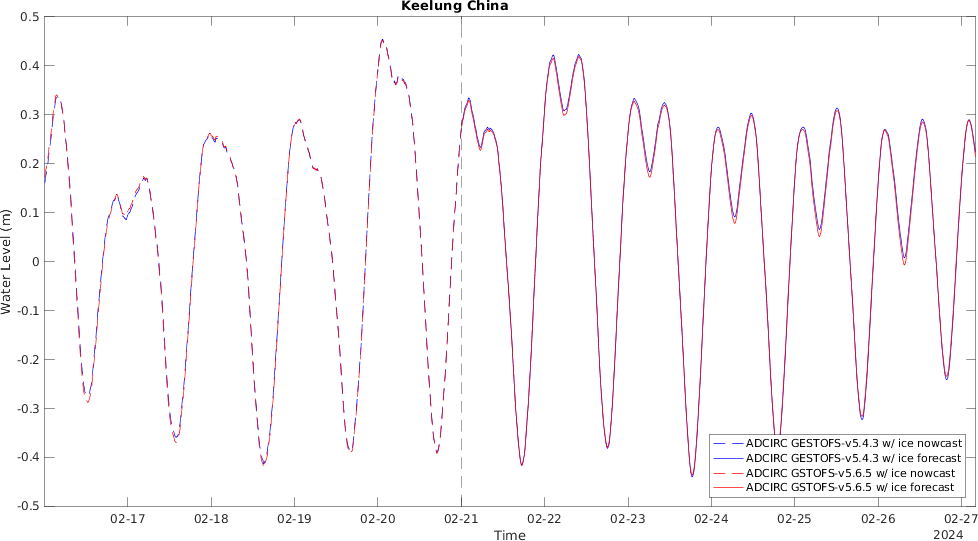 Keelung China
0.5
0.4
0.3
0.2
0.1
0
-0.1
-0.2
-0.3
-0.4
-0.5
Water Level (m)
ADCIRC GESTOFS-v5.4.3 w/ ice nowcast
ADCIRC GESTOFS-v5.4.3 w/ ice forecast
ADCIRC GSTOFS-v5.6.5 w/ ice nowcast
ADCIRC GSTOFS-v5.6.5 w/ ice forecast
02-17 02-18 02-19 02-20 02-21 02-22 02-23 02-24 02-25 02-26 02-27
Time
2024